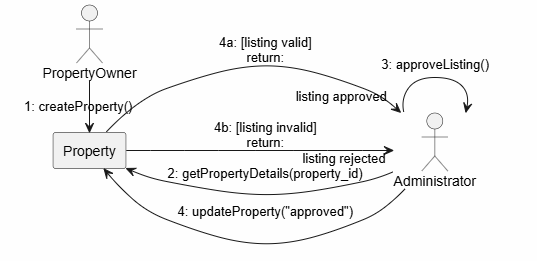 4a: [listing valid]
return:
3: approveListing()
PropertyOwner
listing approved
1: createProperty()
4b: [listing invalid]
return:
Property
listing rejected
2: getPropertyDetails(property_id)
Administrator
4: updateProperty("approved")